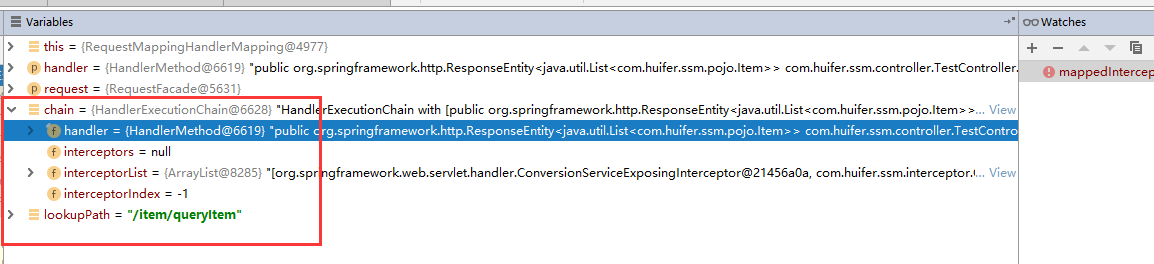 Variables
Watches
this = {RequestMappingHandlerMapping@4977}
handler = {HandlerMethod@6619} "public org.springframework.http.ResponseEntity<java.util.List<com.huifer.ssm.pojo.Item>> com.huifer.ssm.controller.TestController.
mappedIntercep
request = {RequestFacade@5631}
chain = {HandlerExecutionChain@6628} "HandlerExecutionChain with [public org.springframework.http.ResponseEntity<java.util.List<com.huifer.ssm.pojo.Item>>... View
handler = {HandlerMethod@6619} "public org.springframework.http.ResponseEntity<java.util.List<com.huifer.ssm.pojo.Item>> com.huifer.ssm.controller.TestContro
interceptors = null
interceptorList = {ArrayList@8285} "[org.springframework.web.servlet.handler.ConversionServiceExposingInterceptor@21456a0a, com.huifer.ssm.interceptor.... View
interceptorIndex = -1
lookupPath = "/item/queryItem"